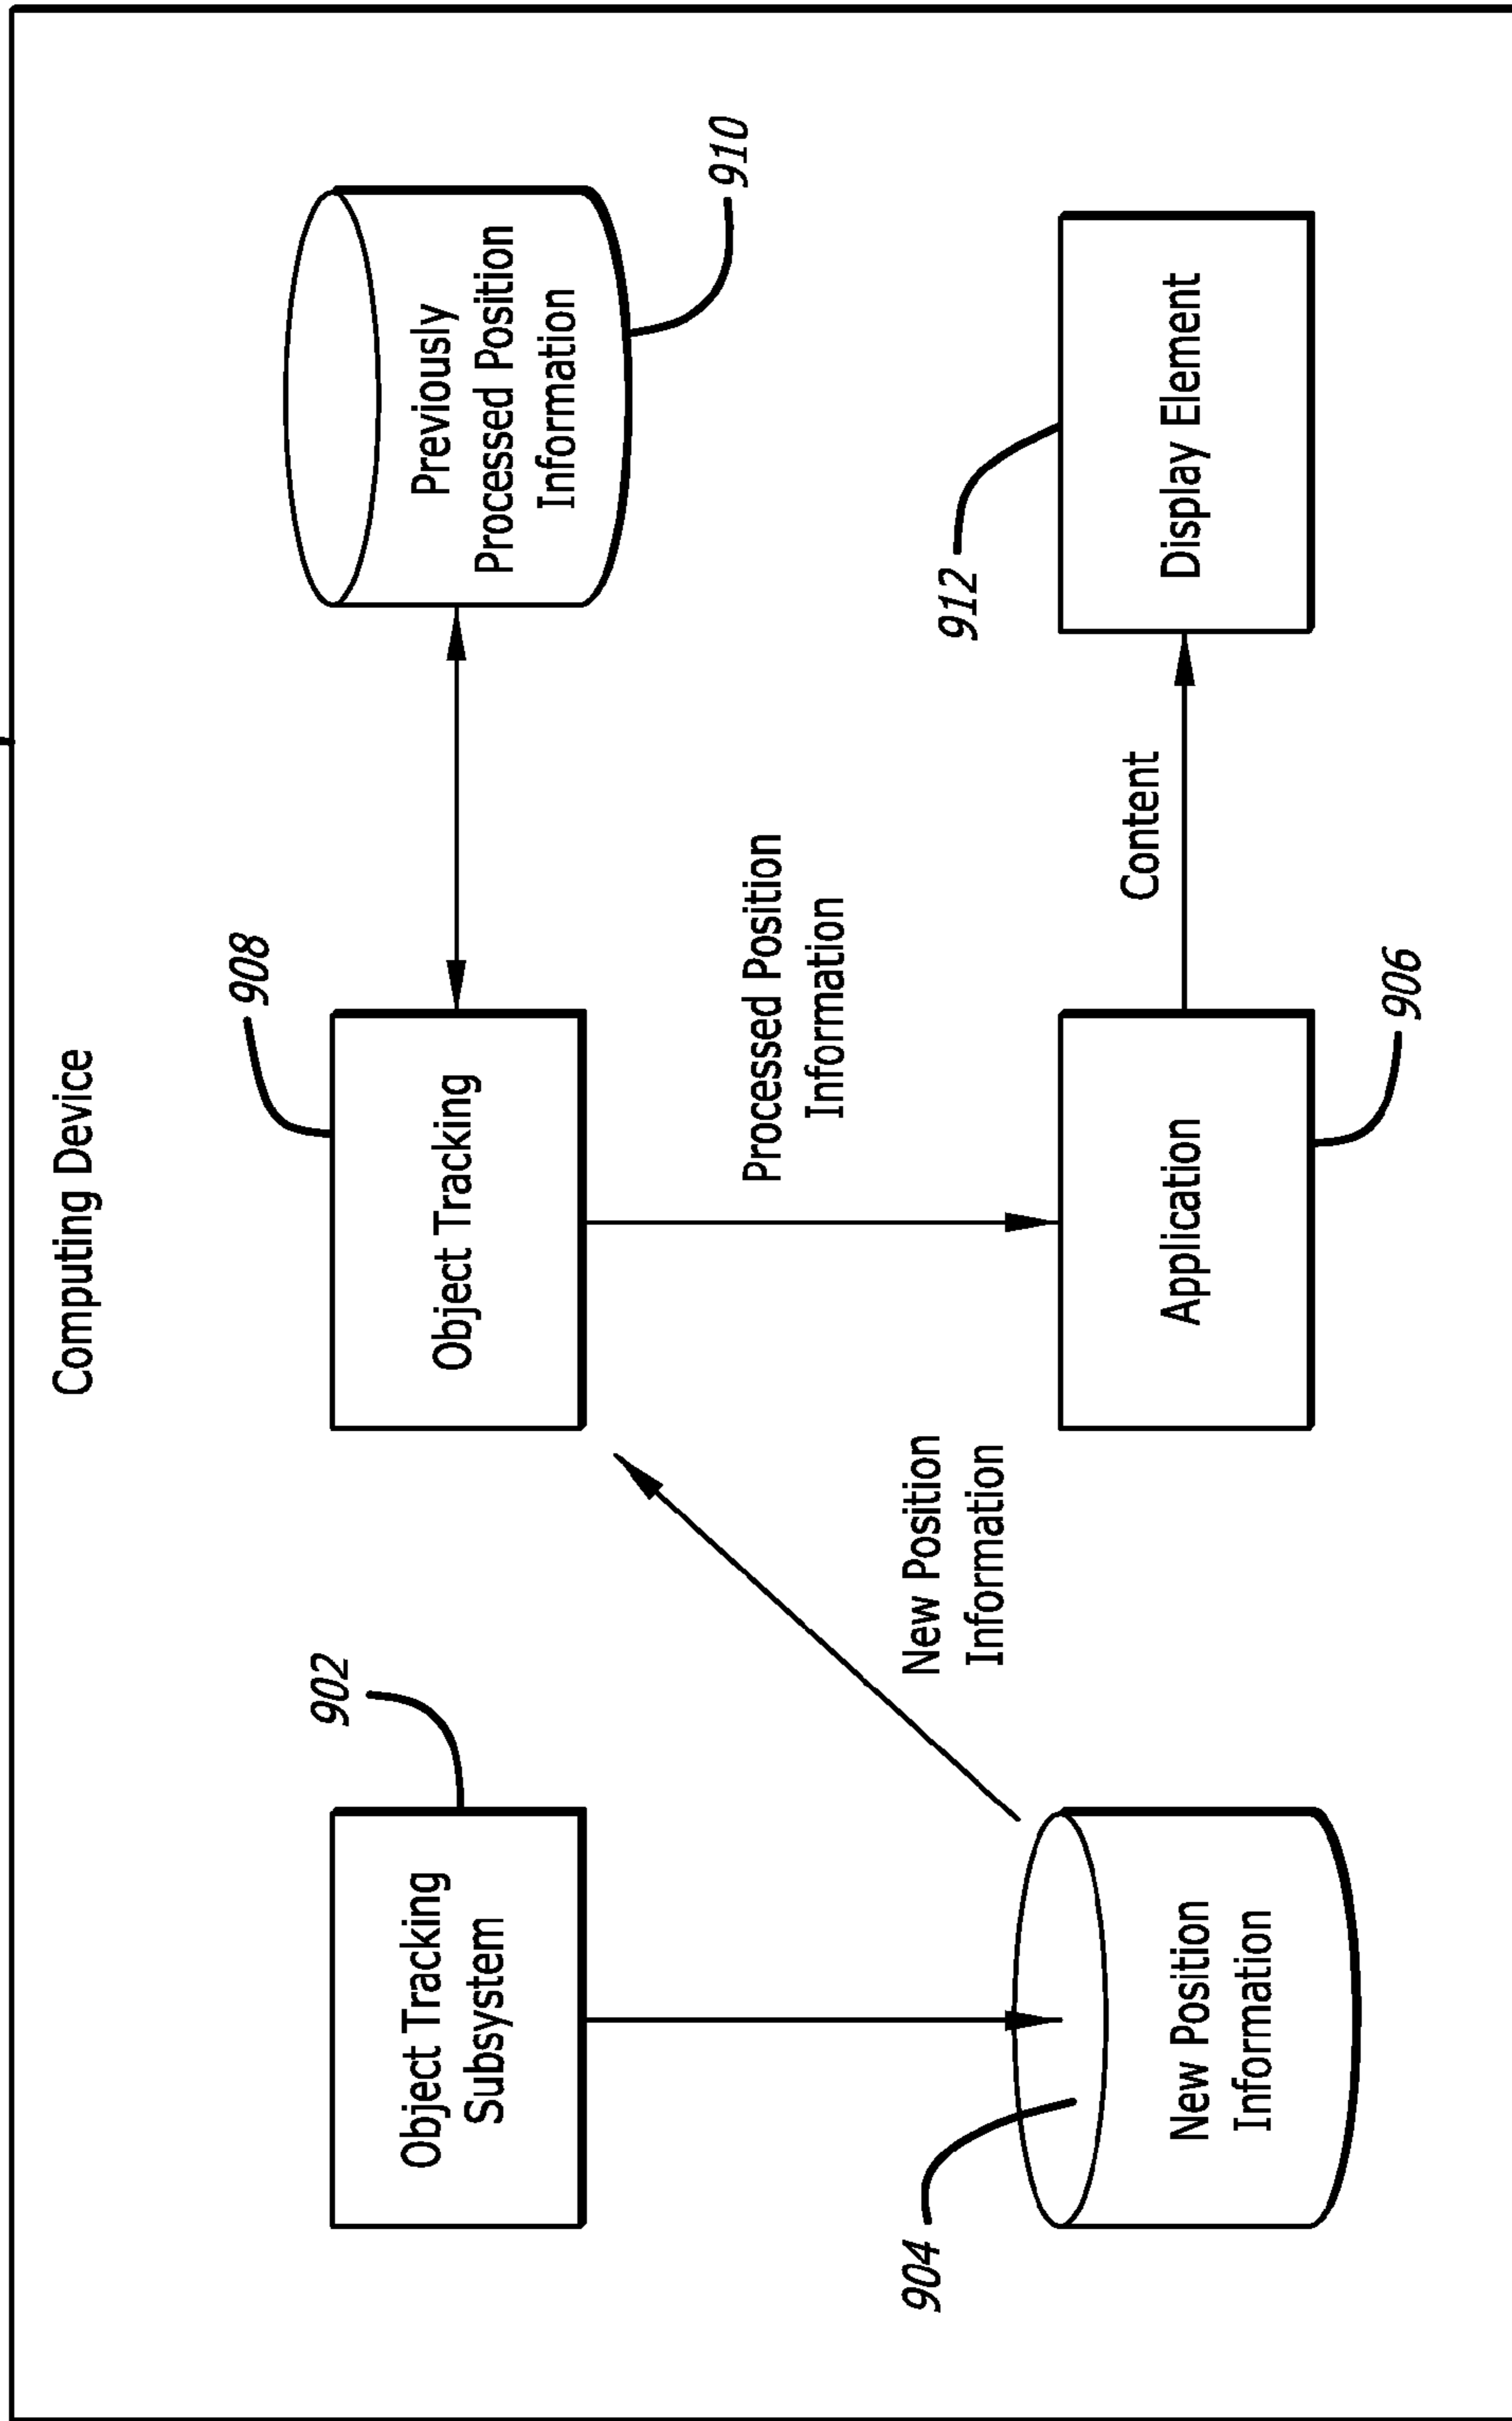 Computing Device
902
Object Tracking
Subsystem
908
Object Tracking
Previously
Processed Position
Information
910
904
New Position
Information
New Position
Information
Processed Position
Information
Application
906
Content
912
Display Element